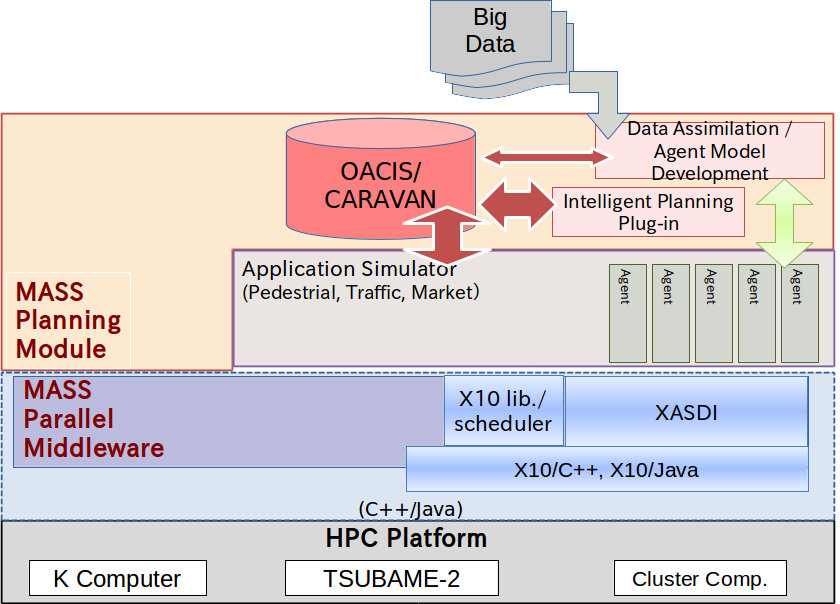 Big
Data
Data Assimilation /
Agent Model
Development
OACIS/
CARAVAN
Intelligent Planning
Plug-in
Application Simulator
(Pedestrial, Traffic, Market)
Agent
Agent
Agent
Agent
Agent
MASS
Planning
Module
MASS
Parallel
Middleware
X10 lib./
scheduler
XASDI
X10/C++, X10/Java
(C++/Java)
HPC Platform
K Computer
TSUBAME-2
Cluster Comp.